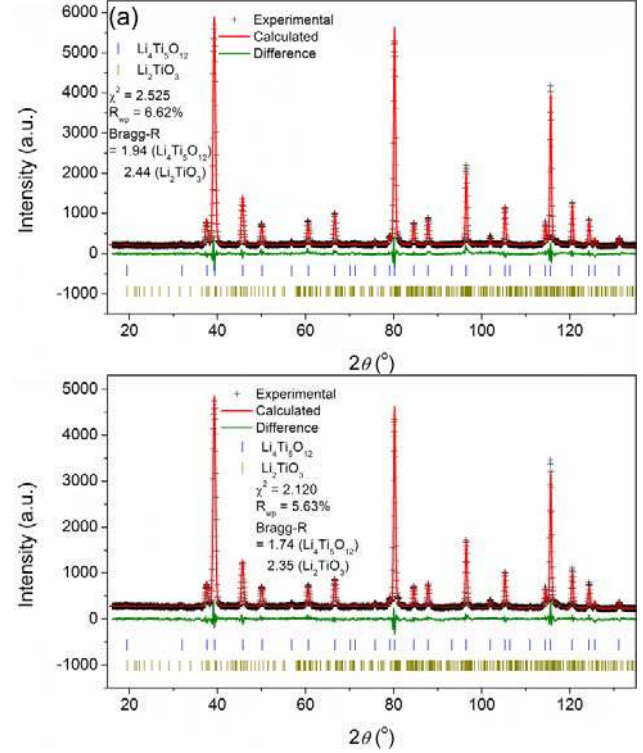 (a)
Experimental
Calculated
Difference
Li₄Ti₅O₁₂
Li₂TiO₃
χ² = 2.525
R_wp = 6.62%
Bragg-R
= 1.94 (Li₄Ti₅O₁₂)
2.44 (Li₂TiO₃)
Intensity (a.u.)
6000
5000
4000
3000
2000
1000
0
-1000
20 40 60 80 100 120
2θ (°)
Experimental
Calculated
Difference
Li₄Ti₅O₁₂
Li₂TiO₃
χ² = 2.120
R_wp = 5.63%
Bragg-R
= 1.74 (Li₄Ti₅O₁₂)
2.35 (Li₂TiO₃)
Intensity (a.u.)
5000
4000
3000
2000
1000
0
-1000
20 40 60 80 100 120
2θ (°)